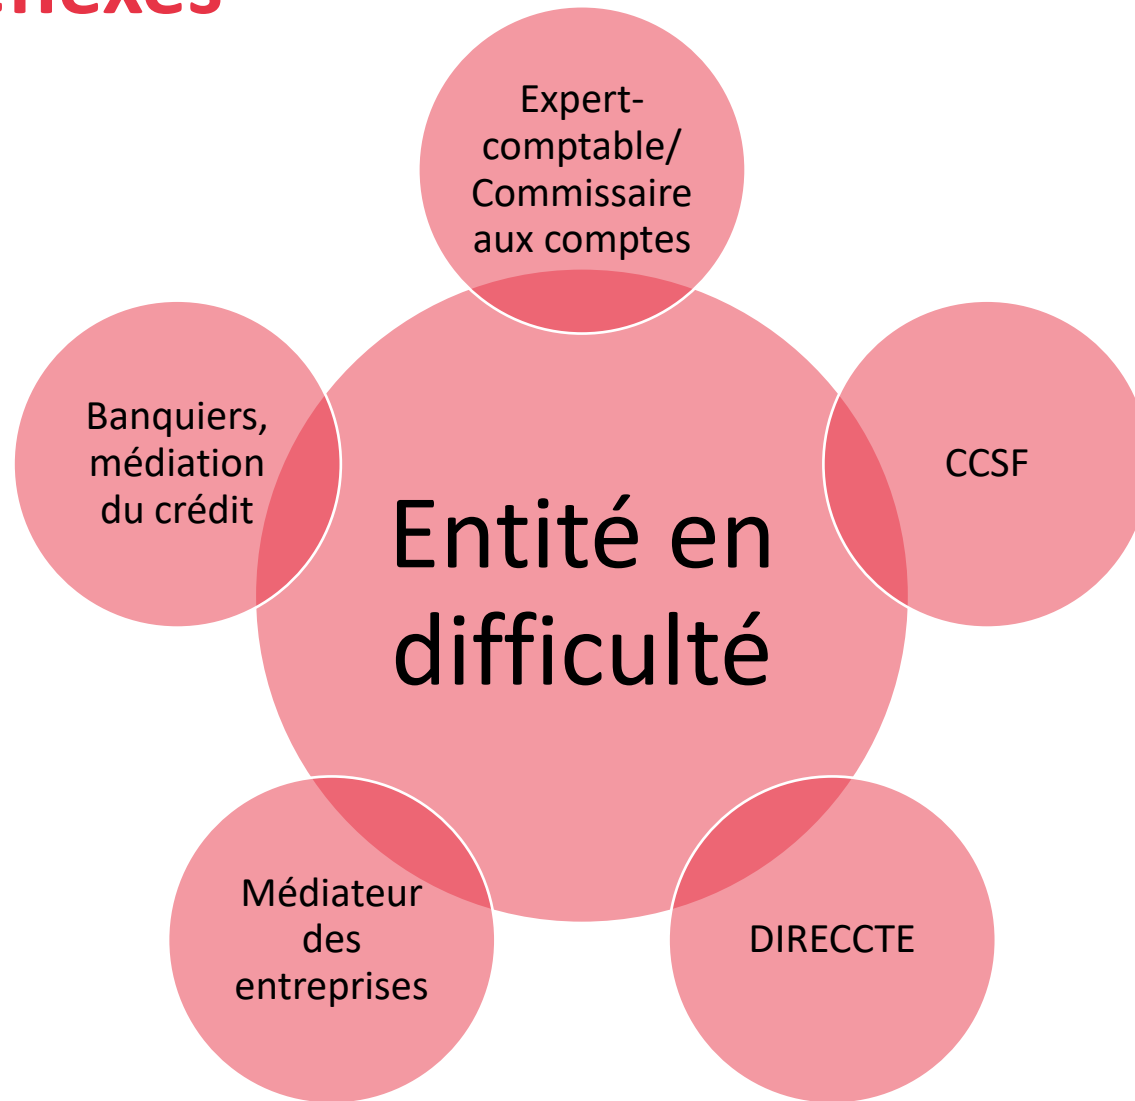 Expert-
comptable/
Commissaire
aux comptes
Banquiers,
médiation
du crédit
CCSF
Entité en
difficulté
Médiateur
des
entreprises
DIRECCTE